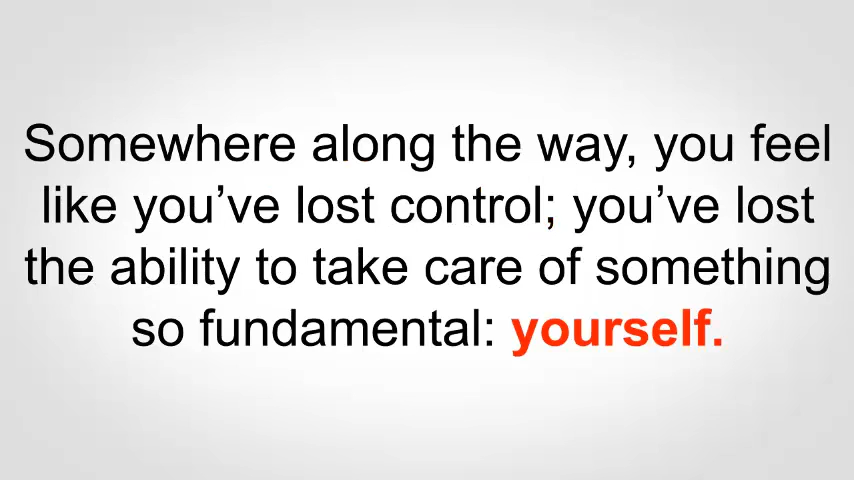 Somewhere along the way, you feel
like you’ve lost control; you’ve lost
the ability to take care of something
so fundamental: yourself.